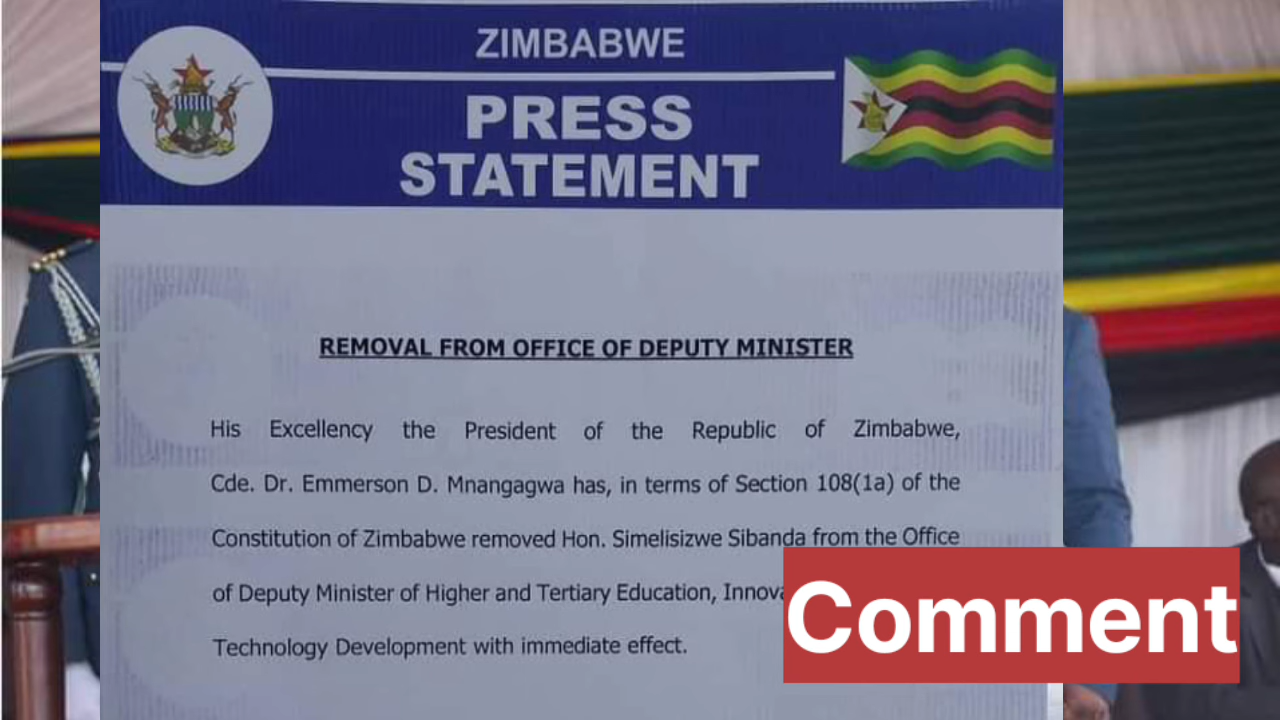 ZIMBABWE
PRESS
STATEMENT
REMOVAL FROM OFFICE OF DEPUTY MINISTER
His Excellency the President of the Republic of Zimbabwe,
Cde. Dr. Emmerson D. Mnangagwa has, in terms of Section 108(1a) of the
Constitution of Zimbabwe removed Hon. Simelisizwe Sibanda from the Office
of Deputy Minister of Higher and Tertiary Education,
Technology Development with immediate effect.
Comment